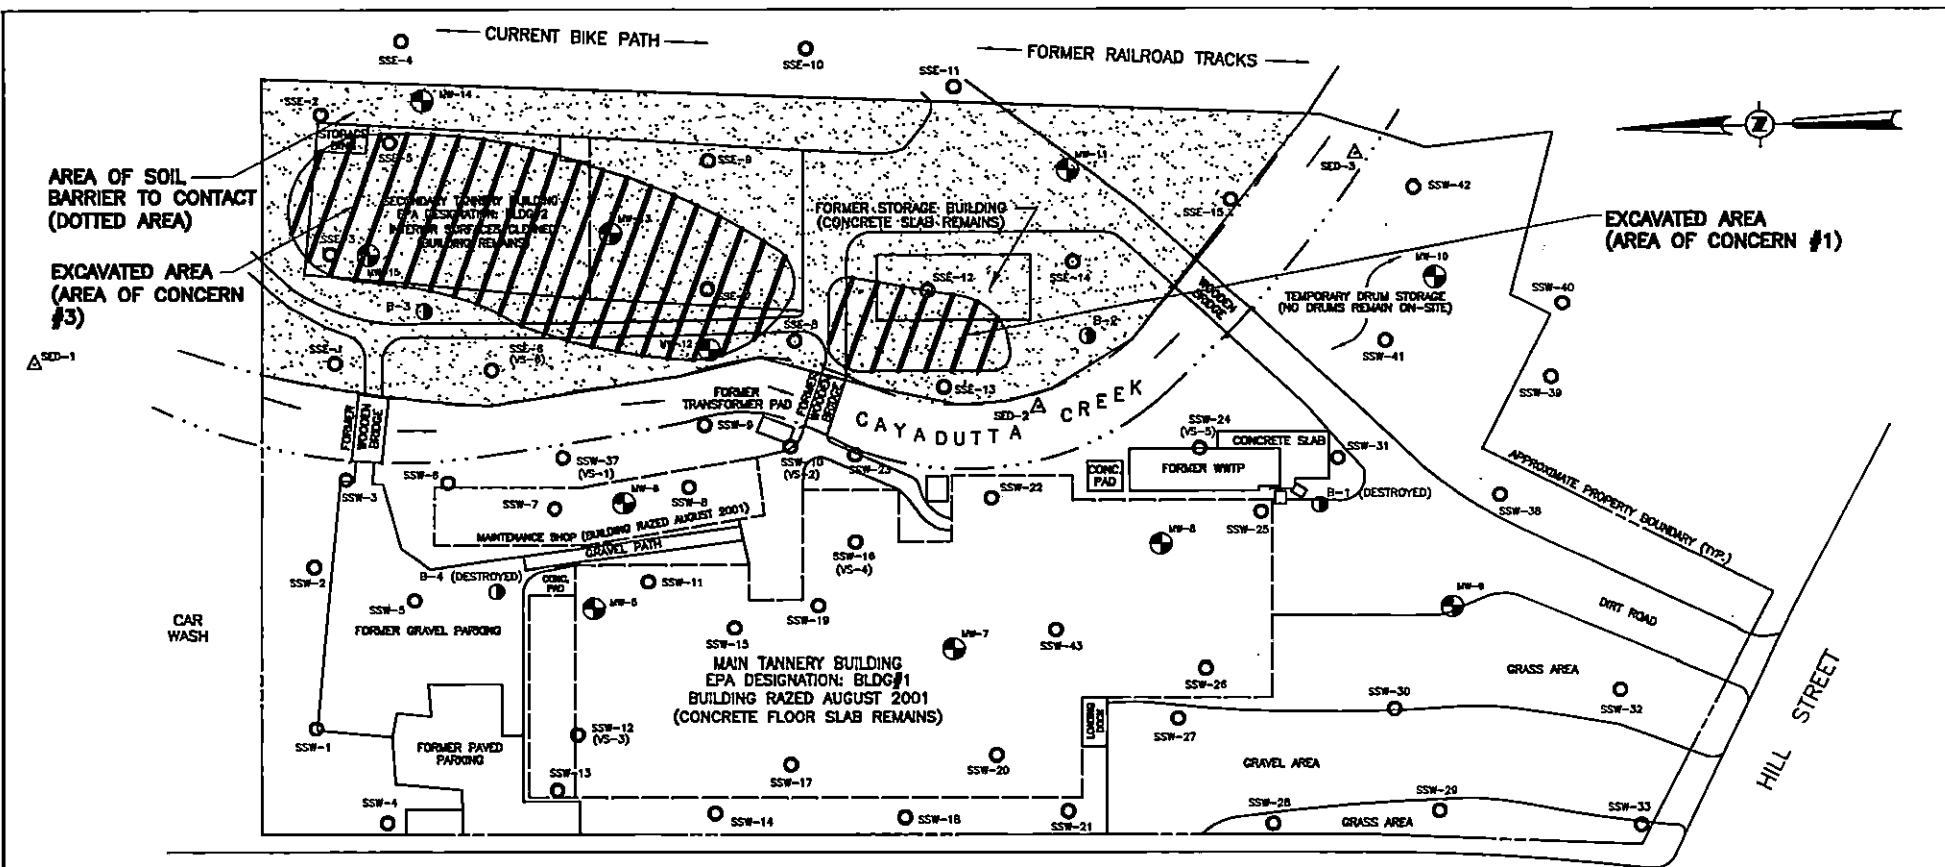 CURRENT BIKE PATH
FORMER RAILROAD TRACKS
SSE-4
SSE-10
SSE-11
SSE-2
MW-14
STORAGE
SSE-5
SSE-9
MW-11
SED-3
SSW-42
Z
AREA OF SOIL
BARRIER TO CONTACT
(DOTTED AREA)
SECONDARY TANNERY BUILDING
EPA DESIGNATION: BLDG#2
INTERIOR SURFACES CLEANED
(BUILDING REMAINS)
MW-13
FORMER STORAGE BUILDING
(CONCRETE SLAB REMAINS)
SSE-15
EXCAVATED AREA
(AREA OF CONCERN #1)
SSE-3
MW-15
EXCAVATED AREA
(AREA OF CONCERN
#3)
SSE-12
SSE-14
MW-10
WOODEN
BRIDGE
TEMPORARY DRUM STORAGE
(NO DRUMS REMAIN ON-SITE)
SSW-40
B-3
B-2
SSW-41
SED-1
SSE-1
SSE-6
(VS-6)
MW-12
SSE-8
SSE-13
SSW-39
FORMER
WOODEN
BRIDGE
FORMER
TRANSFORMER PAD
FORMER
WOODEN
BRIDGE
SED-2
CAYADUTTA CREEK
SSW-9
SSW-24
(VS-5)
CONCRETE SLAB
SSW-31
SSW-37
(VS-1)
SSW-10
(VS-2)
SSW-23
CONC.
PAD
FORMER WWTP
APPROXIMATE PROPERTY BOUNDARY (TYP.)
SSW-3
SSW-6
SSW-7
MW-6
SSW-8
SSW-22
B-1 (DESTROYED)
SSW-38
SSW-25
MAINTENANCE SHOP (BUILDING RAZED AUGUST 2001)
GRAVEL PATH
SSW-16
(VS-4)
MW-8
SSW-2
B-4 (DESTROYED)
CONC.
PAD
SSW-11
SSW-5
FORMER GRAVEL PARKING
MW-5
SSW-19
MW-9
DIRT ROAD
CAR
WASH
SSW-15
MW-7
SSW-43
MAIN TANNERY BUILDING
EPA DESIGNATION: BLDG#1
BUILDING RAZED AUGUST 2001
(CONCRETE FLOOR SLAB REMAINS)
SSW-26
GRASS AREA
SSW-30
SSW-32
SSW-1
FORMER PAVED
PARKING
SSW-12
(VS-3)
LOADING
DOCK
SSW-27
HILL STREET
SSW-13
SSW-17
SSW-20
GRAVEL AREA
SSW-4
SSW-14
SSW-18
SSW-21
SSW-28
SSW-29
GRASS AREA
SSW-33